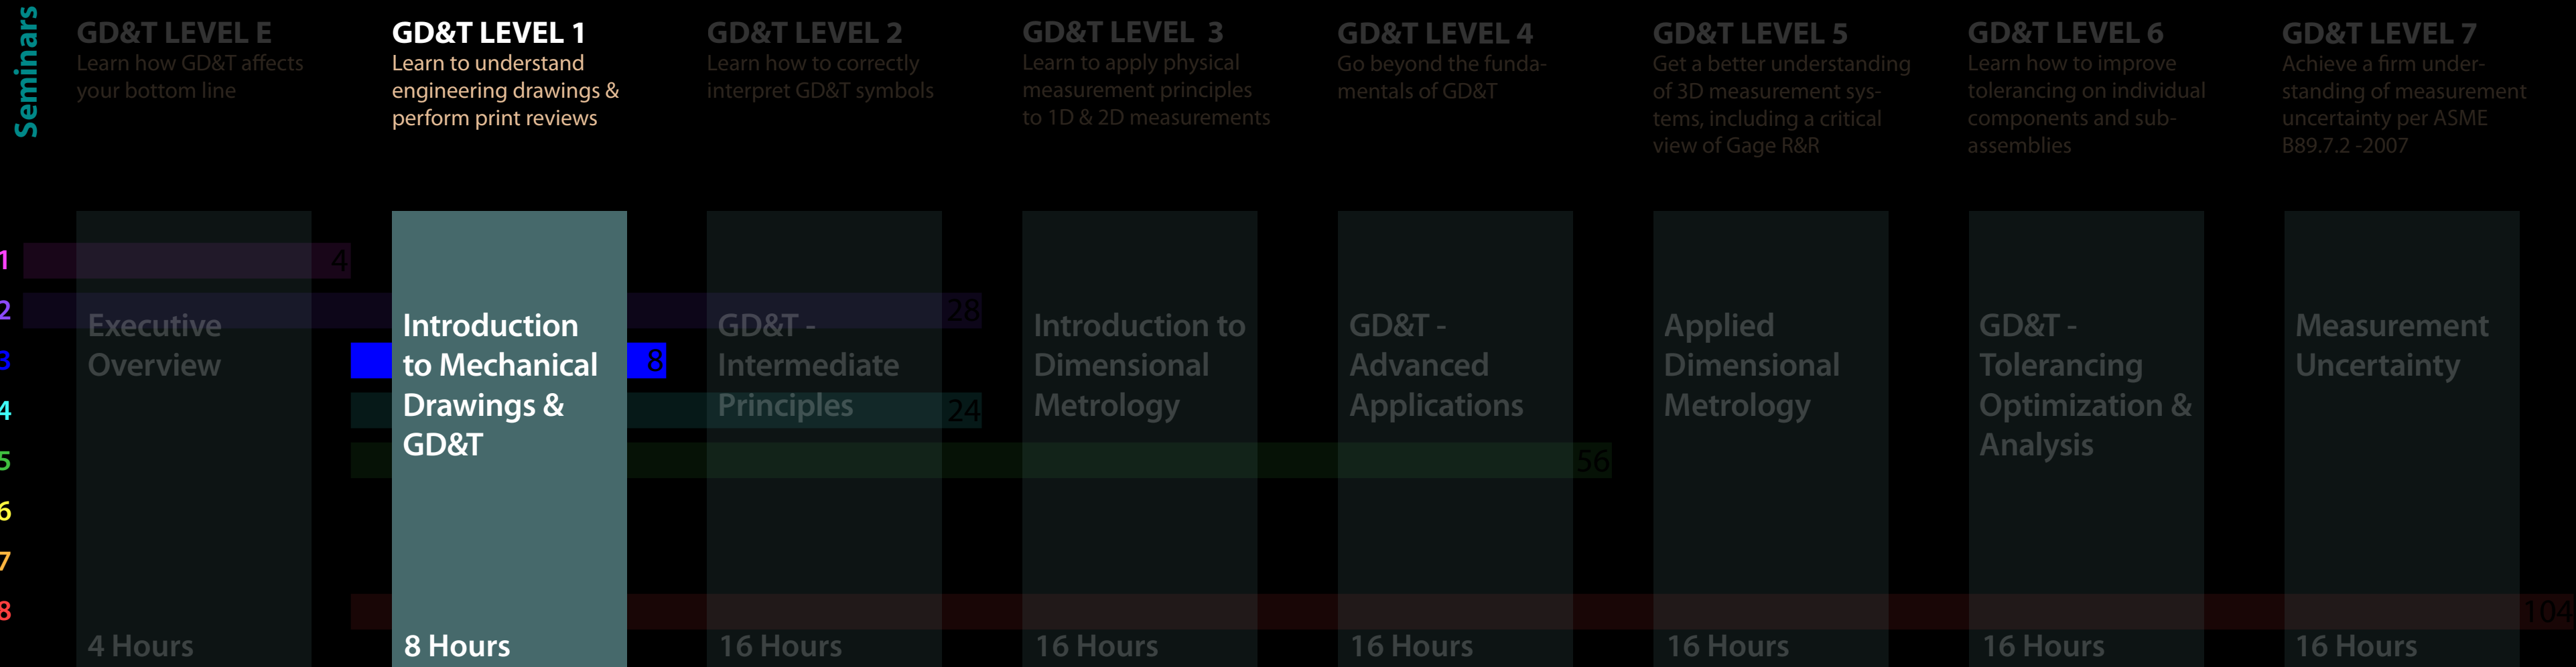 Seminars
GD&T LEVEL E
Learn how GD&T affects
your bottom line
GD&T LEVEL 1
Learn to understand
engineering drawings &
perform print reviews
GD&T LEVEL 2
Learn how to correctly
interpret GD&T symbols
GD&T LEVEL 3
Learn to apply physical
measurement principles
to 1D & 2D measurements
GD&T LEVEL 4
Go beyond the funda-
mentals of GD&T
GD&T LEVEL 5
Get a better understanding
of 3D measurement sys-
tems, including a critical
view of Gage R&R
GD&T LEVEL 6
Learn how to improve
tolerancing on individual
components and sub-
assemblies
GD&T LEVEL 7
Achieve a firm under-
standing of measurement
uncertainty per ASME
B89.7.2 -2007
1
2
3
4
5
6
7
8
4
28
8
24
56
104
Executive
Overview
4 Hours
Introduction
to Mechanical
Drawings &
GD&T
8 Hours
GD&T -
Intermediate
Principles
16 Hours
Introduction to
Dimensional
Metrology
16 Hours
GD&T -
Advanced
Applications
16 Hours
Applied
Dimensional
Metrology
16 Hours
GD&T -
Tolerancing
Optimization &
Analysis
16 Hours
Measurement
Uncertainty
16 Hours